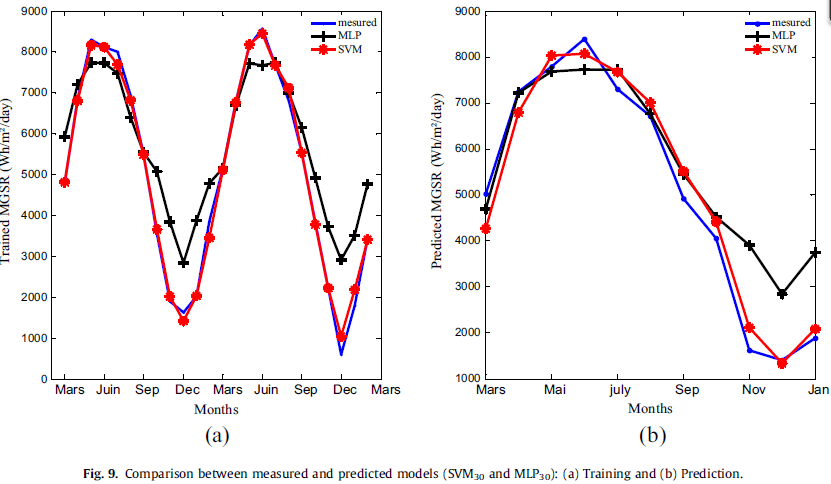 9000
8000
7000
6000
5000
4000
3000
2000
1000
0
Trained MGSR (Wh/m²/day)
mesured
MLP
SVM
Mars Juin Sep Dec Mars Juin Sep Dec Mars
Months
(a)
9000
8000
7000
6000
5000
4000
3000
2000
1000
Predicted MGSR (Wh/m²/day)
mesured
MLP
SVM
Mars Mai july Sep Nov Jan
Months
(b)
Fig. 9. Comparison between measured and predicted models (SVM₃₀ and MLP₃₀): (a) Training and (b) Prediction.